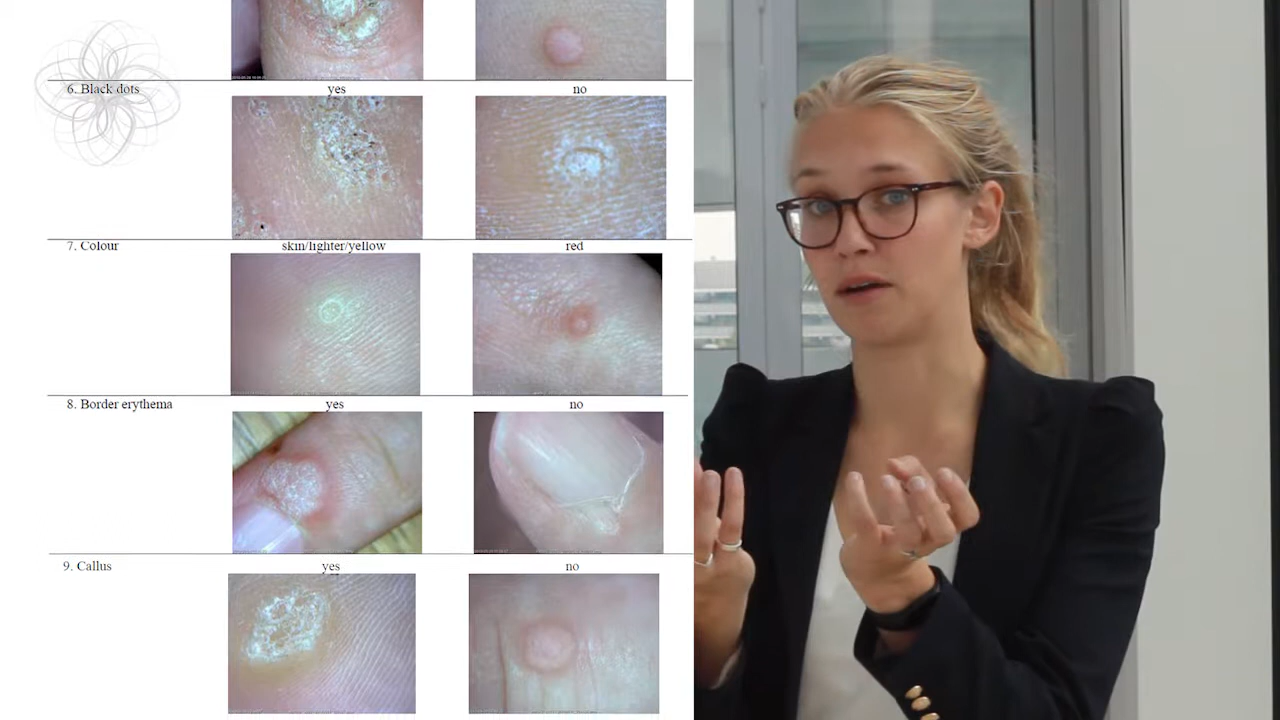 6. Black dots yes no
7. Colour skin/lighter/yellow red
8. Border erythema yes no
9. Callus yes no